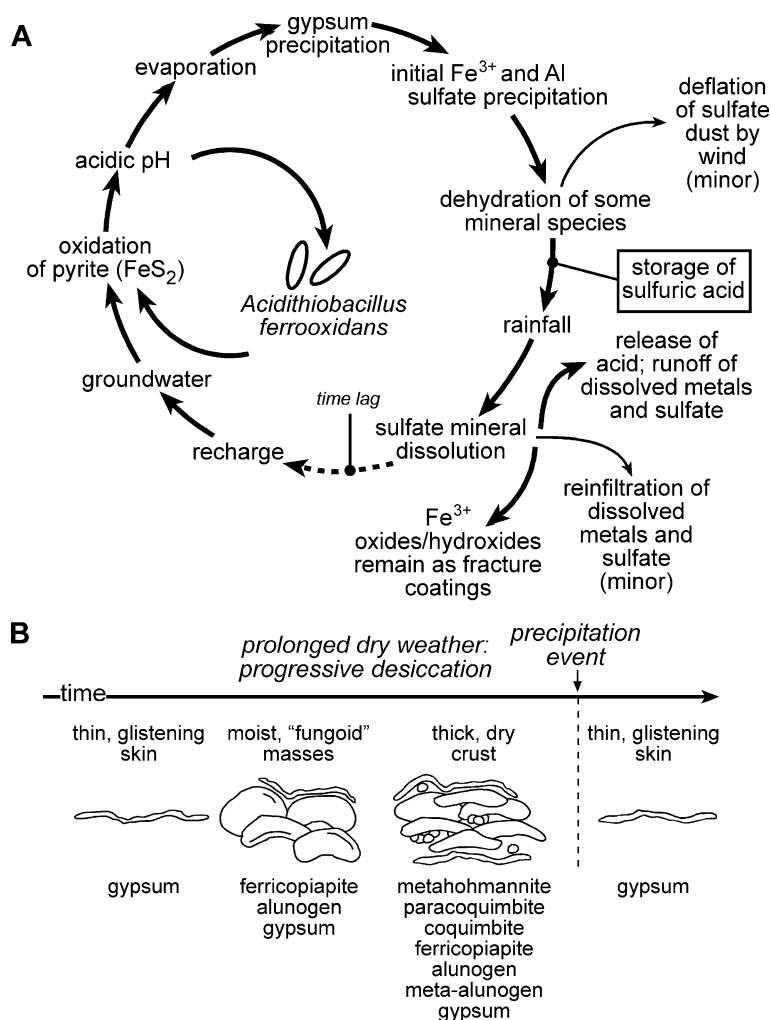 A
gypsum
precipitation
evaporation
initial Fe³⁺ and Al
sulfate precipitation
deflation
of sulfate
dust by
wind
(minor)
acidic pH
dehydration of some
mineral species
oxidation
of pyrite (FeS₂)
storage of
sulfuric acid
Acidithiobacillus
ferrooxidans
rainfall
release of
acid; runoff of
dissolved metals
and sulfate
groundwater
time lag
sulfate mineral
dissolution
recharge
reinfiltration of
dissolved
metals and
sulfate
(minor)
Fe³⁺
oxides/hydroxides
remain as fracture
coatings
B
prolonged dry weather:
progressive desiccation
precipitation
event
time
thin, glistening
skin
moist, “fungoid”
masses
thick, dry
crust
thin, glistening
skin
gypsum
ferricopiapite
alunogen
gypsum
metahohmannite
paracoquimbite
coquimbite
ferricopiapite
alunogen
meta-alunogen
gypsum
gypsum